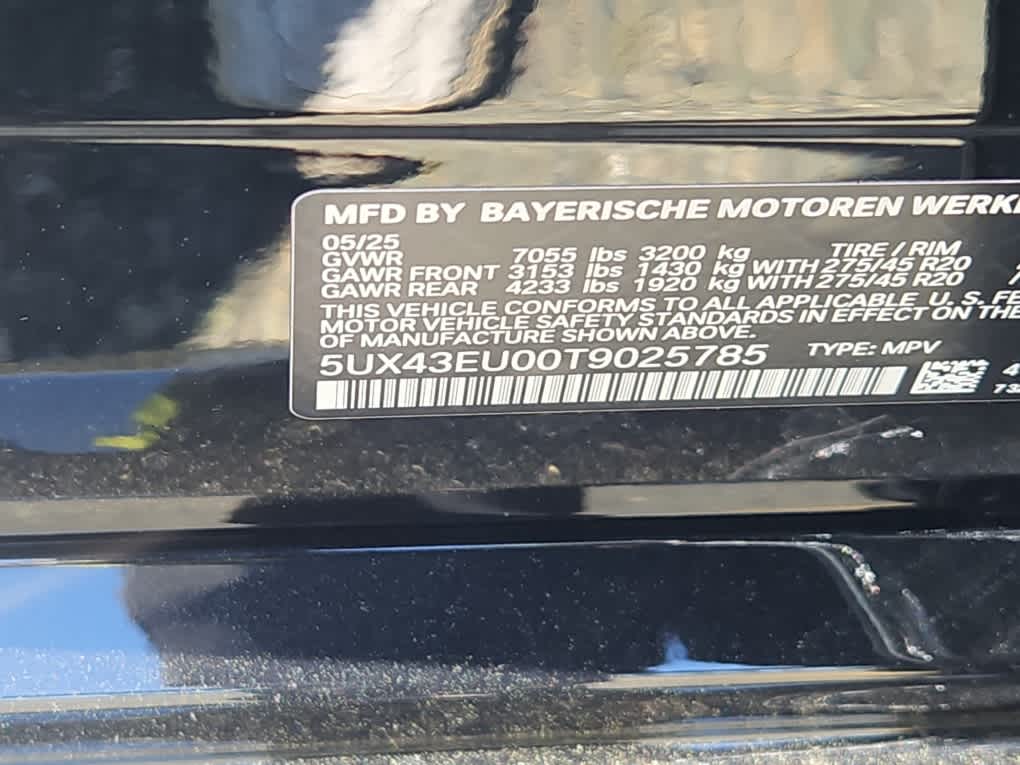 MFD BY BAYERISCHE MOTOREN WERK
05/25
GVWR 7055 lbs 3200 kg TIRE / RIM
GAWR FRONT 3153 lbs 1430 kg WITH 275/45 R20
GAWR REAR 4233 lbs 1920 kg WITH 275/45 R20
THIS VEHICLE CONFORMS TO ALL APPLICABLE U. S. FE
MOTOR VEHICLE SAFETY STANDARDS IN EFFECT ON THE
OF MANUFACTURE SHOWN ABOVE.
5UX43EU00T9025785 TYPE: MPV